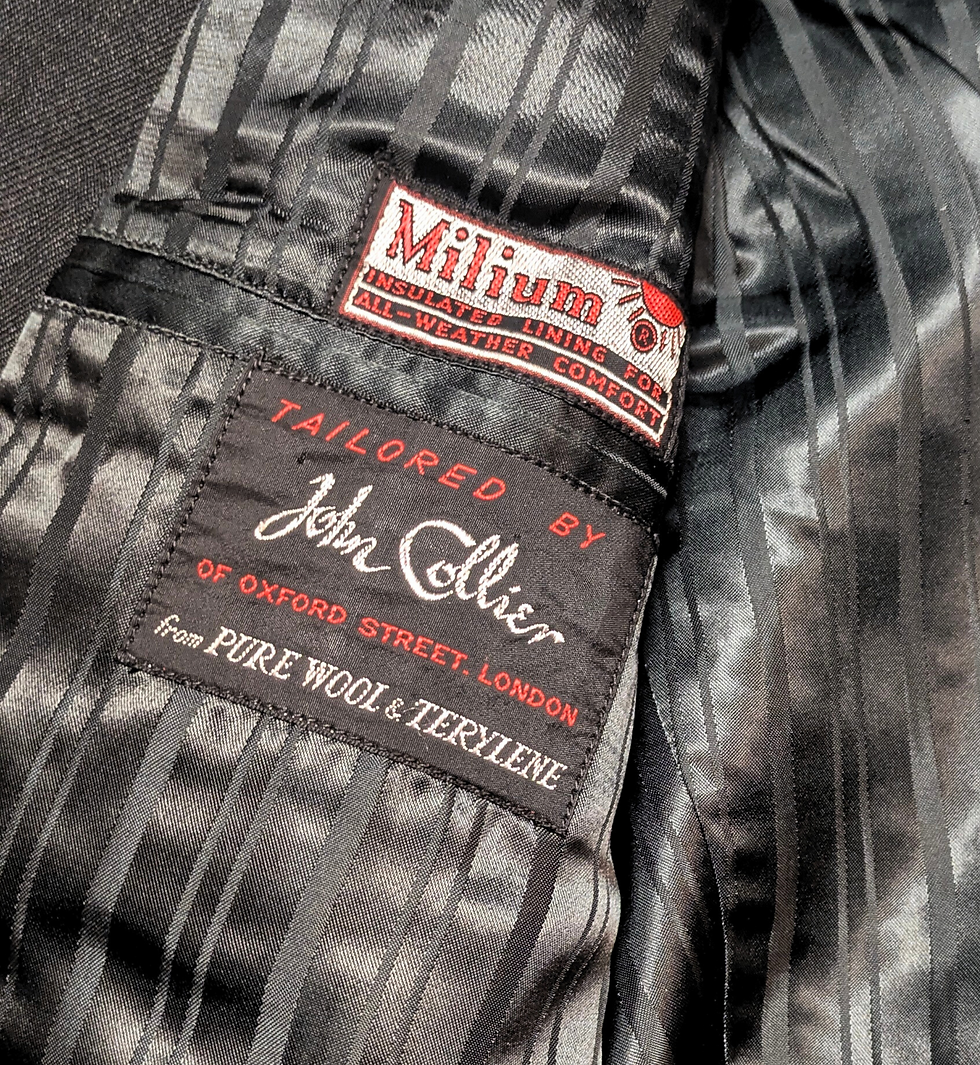 Milium
®
INSULATED LINING FOR
ALL-WEATHER COMFORT
TAILORED BY
John Collier
OF OXFORD STREET. LONDON
from PURE WOOL & TERYLENE